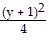 (y + 1)²
4